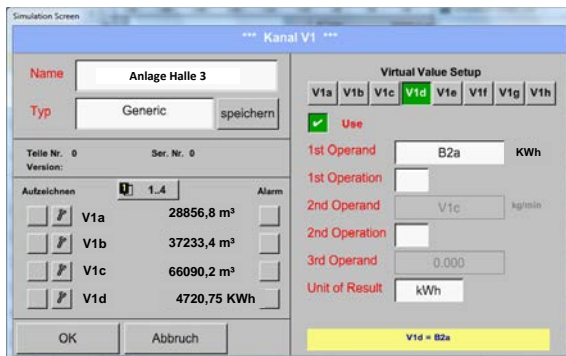 Simulation Screen
*** Kanal V1 ***
Name
Anlage Halle 3
Typ
Generic
speichern
Teile Nr. 0
Ser. Nr. 0
Version:
Aufzeichnen
1..4
Alarm
V1a
28856,8 m³
V1b
37233,4 m³
V1c
66090,2 m³
V1d
4720,75 KWh
OK
Abbruch
Virtual Value Setup
V1a V1b V1c V1d V1e V1f V1g V1h
Use
1st Operand
B2a
KWh
1st Operation
2nd Operand
V1c
kg/min
2nd Operation
3rd Operand
0.000
Unit of Result
kWh
V1d = B2a